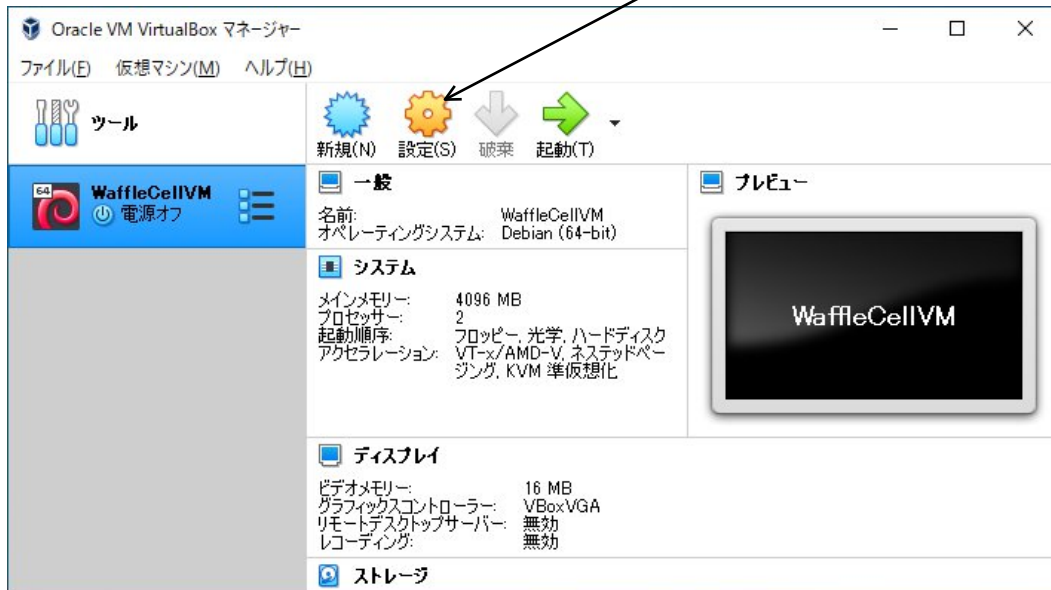 Oracle VM VirtualBox マネージャー
ファイル(F) 仮想マシン(M) ヘルプ(H)
ツール
新規(N) 設定(S) 破棄 起動(T)
64
WaffleCellVM
電源オフ
一般
名前: WaffleCellVM
オペレーティングシステム: Debian (64-bit)
プレビュー
WaffleCellVM
システム
メインメモリー: 4096 MB
プロセッサー: 2
起動順序: フロッピー, 光学, ハードディスク
アクセラレーション: VT-x/AMD-V, ネステッドペー
ジング, KVM 準仮想化
ディスプレイ
ビデオメモリー: 16 MB
グラフィックスコントローラー: VBoxVGA
リモートデスクトップサーバー: 無効
レコーディング: 無効
ストレージ